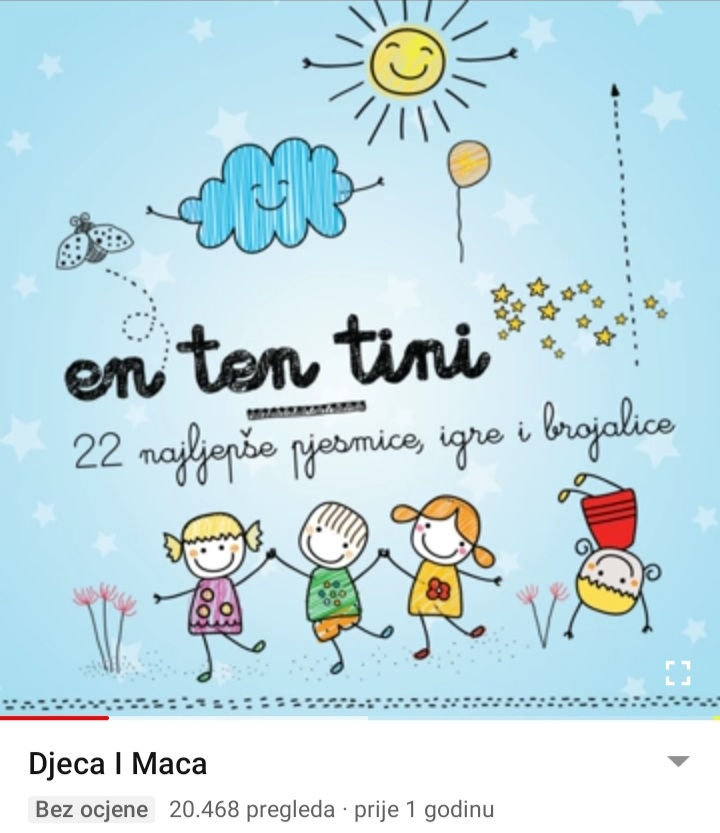 en ten tini
22 najljepše pjesmice, igre i brojalice
Djeca I Maca
Bez ocjene 20.468 pregleda · prije 1 godinu